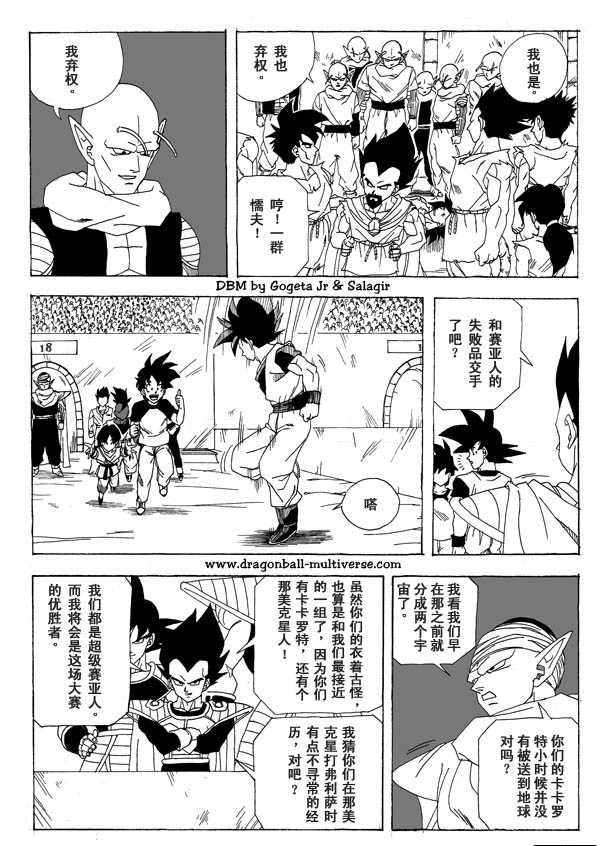 我弃权。
我也
弃权。
我也是。
哼！一群
懦夫！
DBM by Gogeta Jr & Salagir
18
1
嗒
和赛亚人的
失败品交手
了吧？
www.dragonball-multiverse.com
我们都是超级赛亚人。
而我将会是这场大赛
的优胜者。
虽然你们的衣着古怪，
也算是和我们最接近
的一组了，因为你们
有卡卡罗特，还有个
那美克星人！
我猜你们在那美
克星打弗利萨时
有点不寻常的经
历，对吧？
我看我们早
在那之前就
分成两个宇
宙了。
你们的卡卡罗
特小时候并没
有被送到地球
对吗？